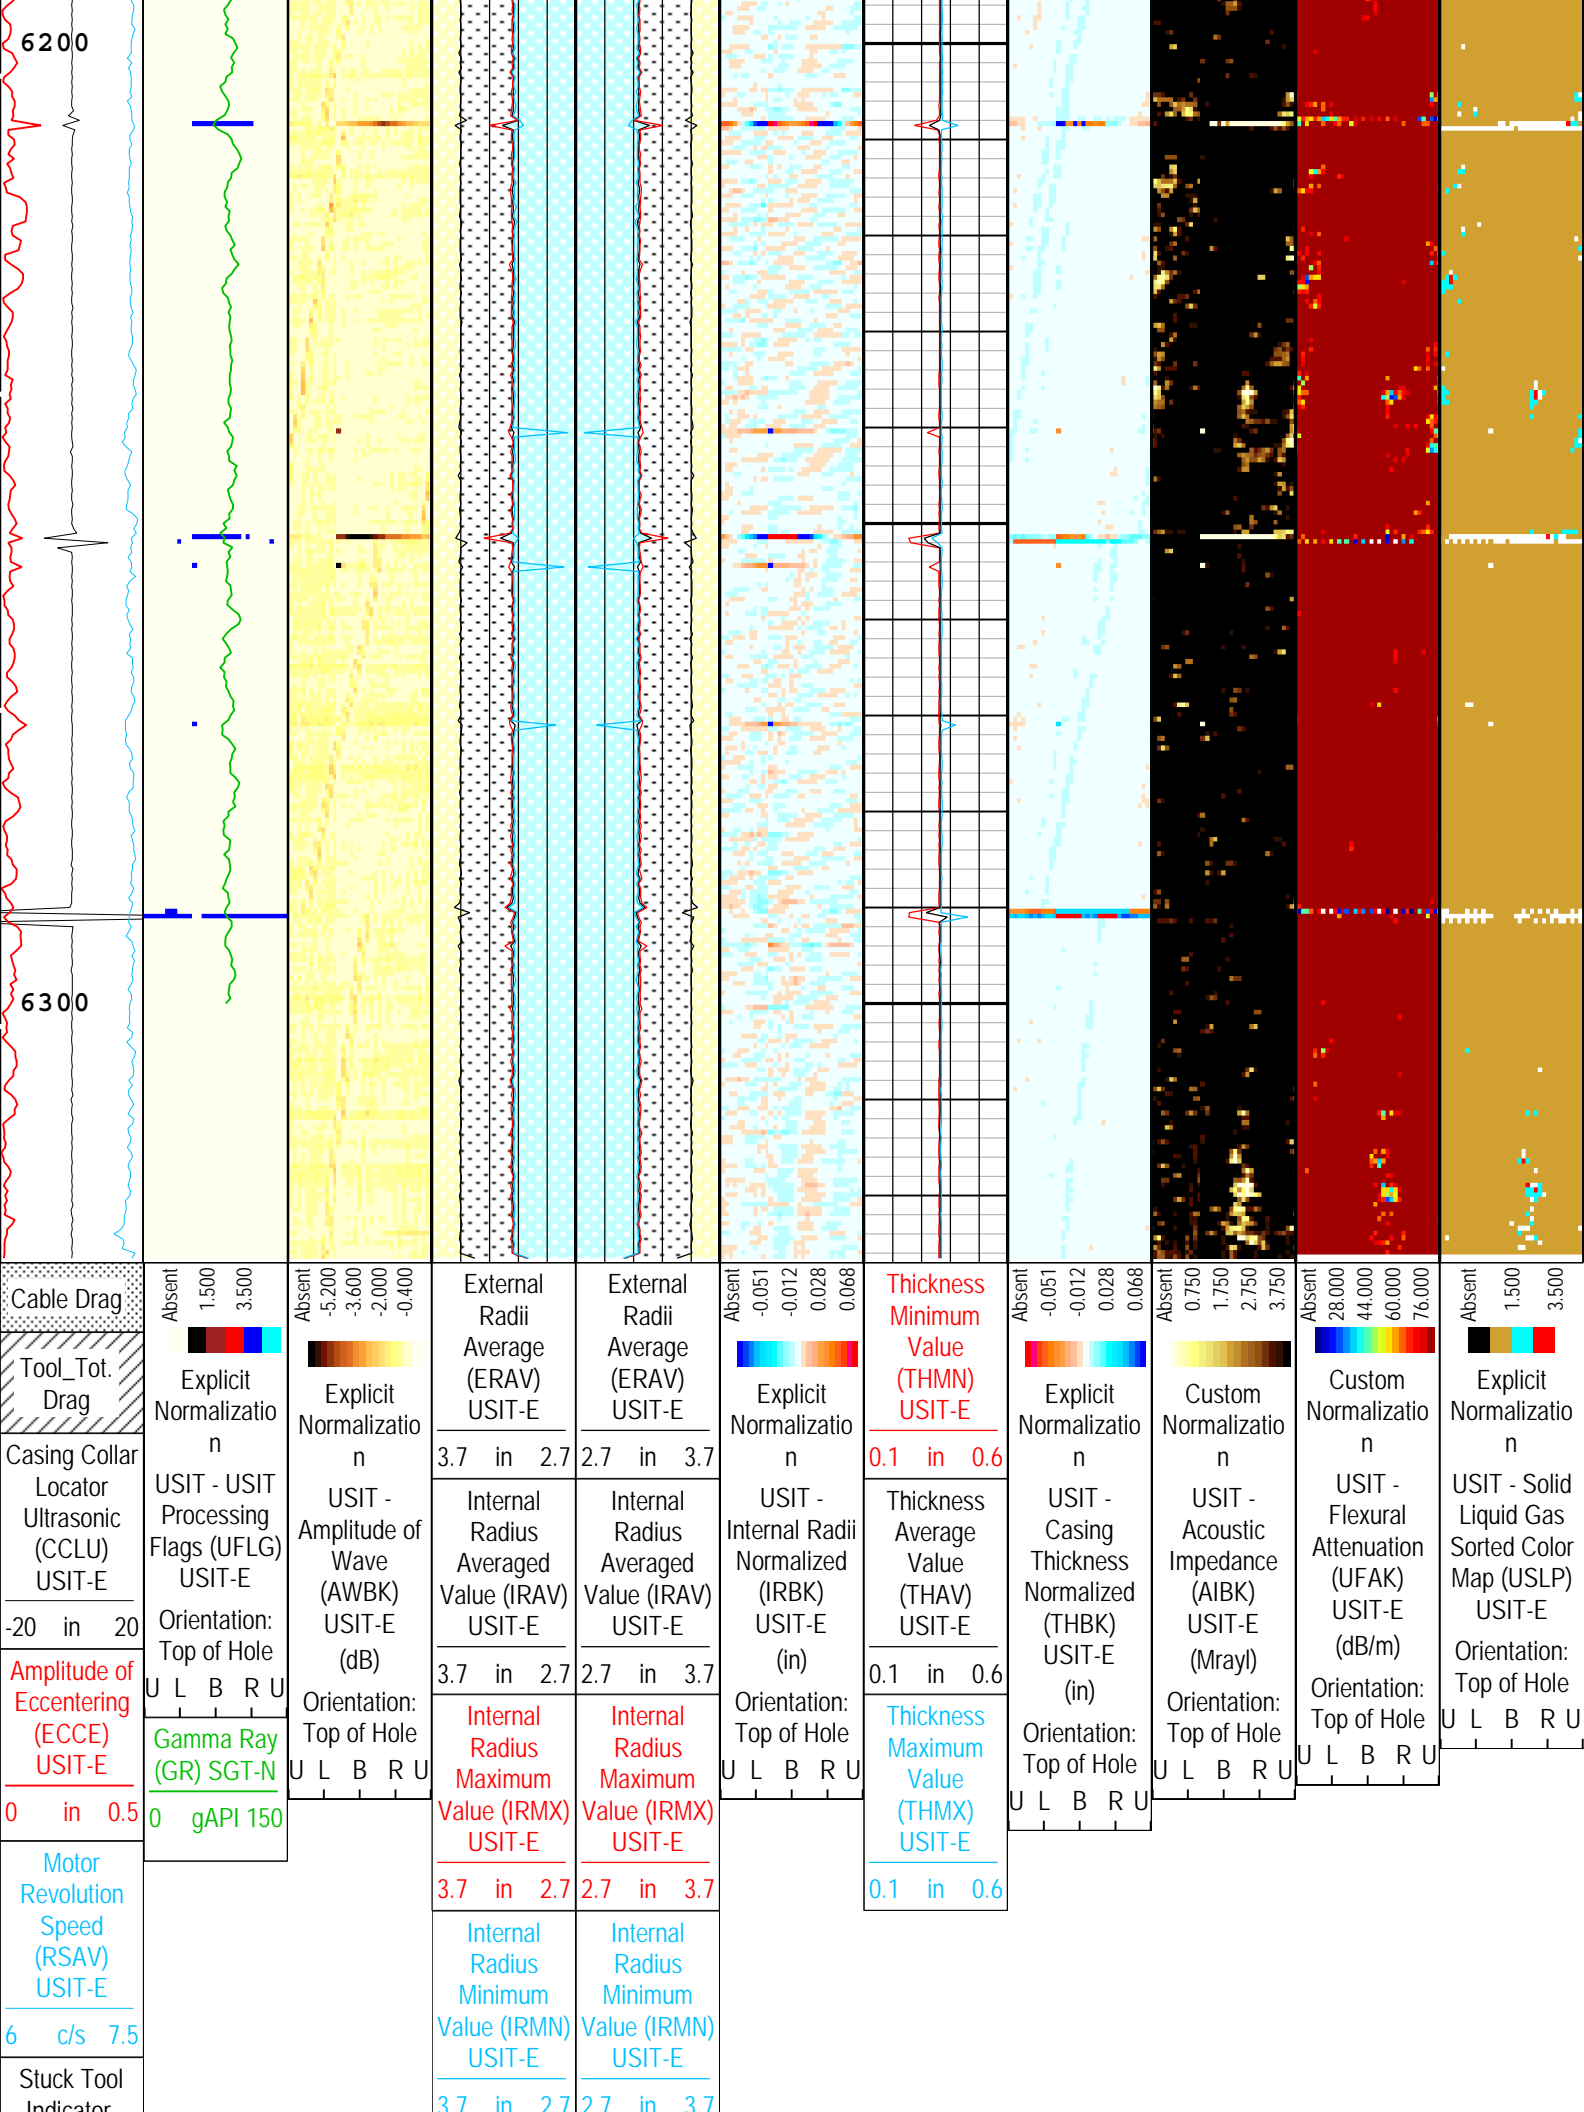 6200
6300
Cable Drag
Tool_Tot.
Drag
Casing Collar
Locator
Ultrasonic
(CCLU)
USIT-E
-20 in 20
Amplitude of
Eccentering
(ECCE)
USIT-E
0 in 0.5
Motor
Revolution
Speed
(RSAV)
USIT-E
6 c/s 7.5
Stuck Tool
Indicator
Absent
1.500
3.500
Explicit
Normalizatio
n
USIT - USIT
Processing
Flags (UFLG)
USIT-E
Orientation:
Top of Hole
U L B R U
Gamma Ray
(GR) SGT-N
0 gAPI 150
Absent
-5.200
-3.600
-2.000
-0.400
Explicit
Normalizatio
n
USIT -
Amplitude of
Wave
(AWBK)
USIT-E
(dB)
Orientation:
Top of Hole
U L B R U
External
Radii
Average
(ERAV)
USIT-E
3.7 in 2.7
Internal
Radius
Averaged
Value (IRAV)
USIT-E
3.7 in 2.7
Internal
Radius
Maximum
Value (IRMX)
USIT-E
3.7 in 2.7
Internal
Radius
Minimum
Value (IRMN)
USIT-E
3.7 in 2.7
External
Radii
Average
(ERAV)
USIT-E
2.7 in 3.7
Internal
Radius
Averaged
Value (IRAV)
USIT-E
2.7 in 3.7
Internal
Radius
Maximum
Value (IRMX)
USIT-E
2.7 in 3.7
Internal
Radius
Minimum
Value (IRMN)
USIT-E
2.7 in 3.7
Absent
-0.051
-0.012
0.028
0.068
Explicit
Normalizatio
n
USIT -
Internal Radii
Normalized
(IRBK)
USIT-E
(in)
Orientation:
Top of Hole
U L B R U
Thickness
Minimum
Value
(THMN)
USIT-E
0.1 in 0.6
Thickness
Average
Value
(THAV)
USIT-E
0.1 in 0.6
Thickness
Maximum
Value
(THMX)
USIT-E
0.1 in 0.6
Absent
-0.051
-0.012
0.028
0.068
Explicit
Normalizatio
n
USIT -
Casing
Thickness
Normalized
(THBK)
USIT-E
(in)
Orientation:
Top of Hole
U L B R U
Absent
0.750
1.750
2.750
3.750
Custom
Normalizatio
n
USIT -
Acoustic
Impedance
(AIBK)
USIT-E
(Mrayl)
Orientation:
Top of Hole
U L B R U
Absent
28.000
44.000
60.000
76.000
Custom
Normalizatio
n
USIT -
Flexural
Attenuation
(UFAK)
USIT-E
(dB/m)
Orientation:
Top of Hole
U L B R U
Absent
1.500
3.500
Explicit
Normalizatio
n
USIT - Solid
Liquid Gas
Sorted Color
Map (USLP)
USIT-E
Orientation:
Top of Hole
U L B R U